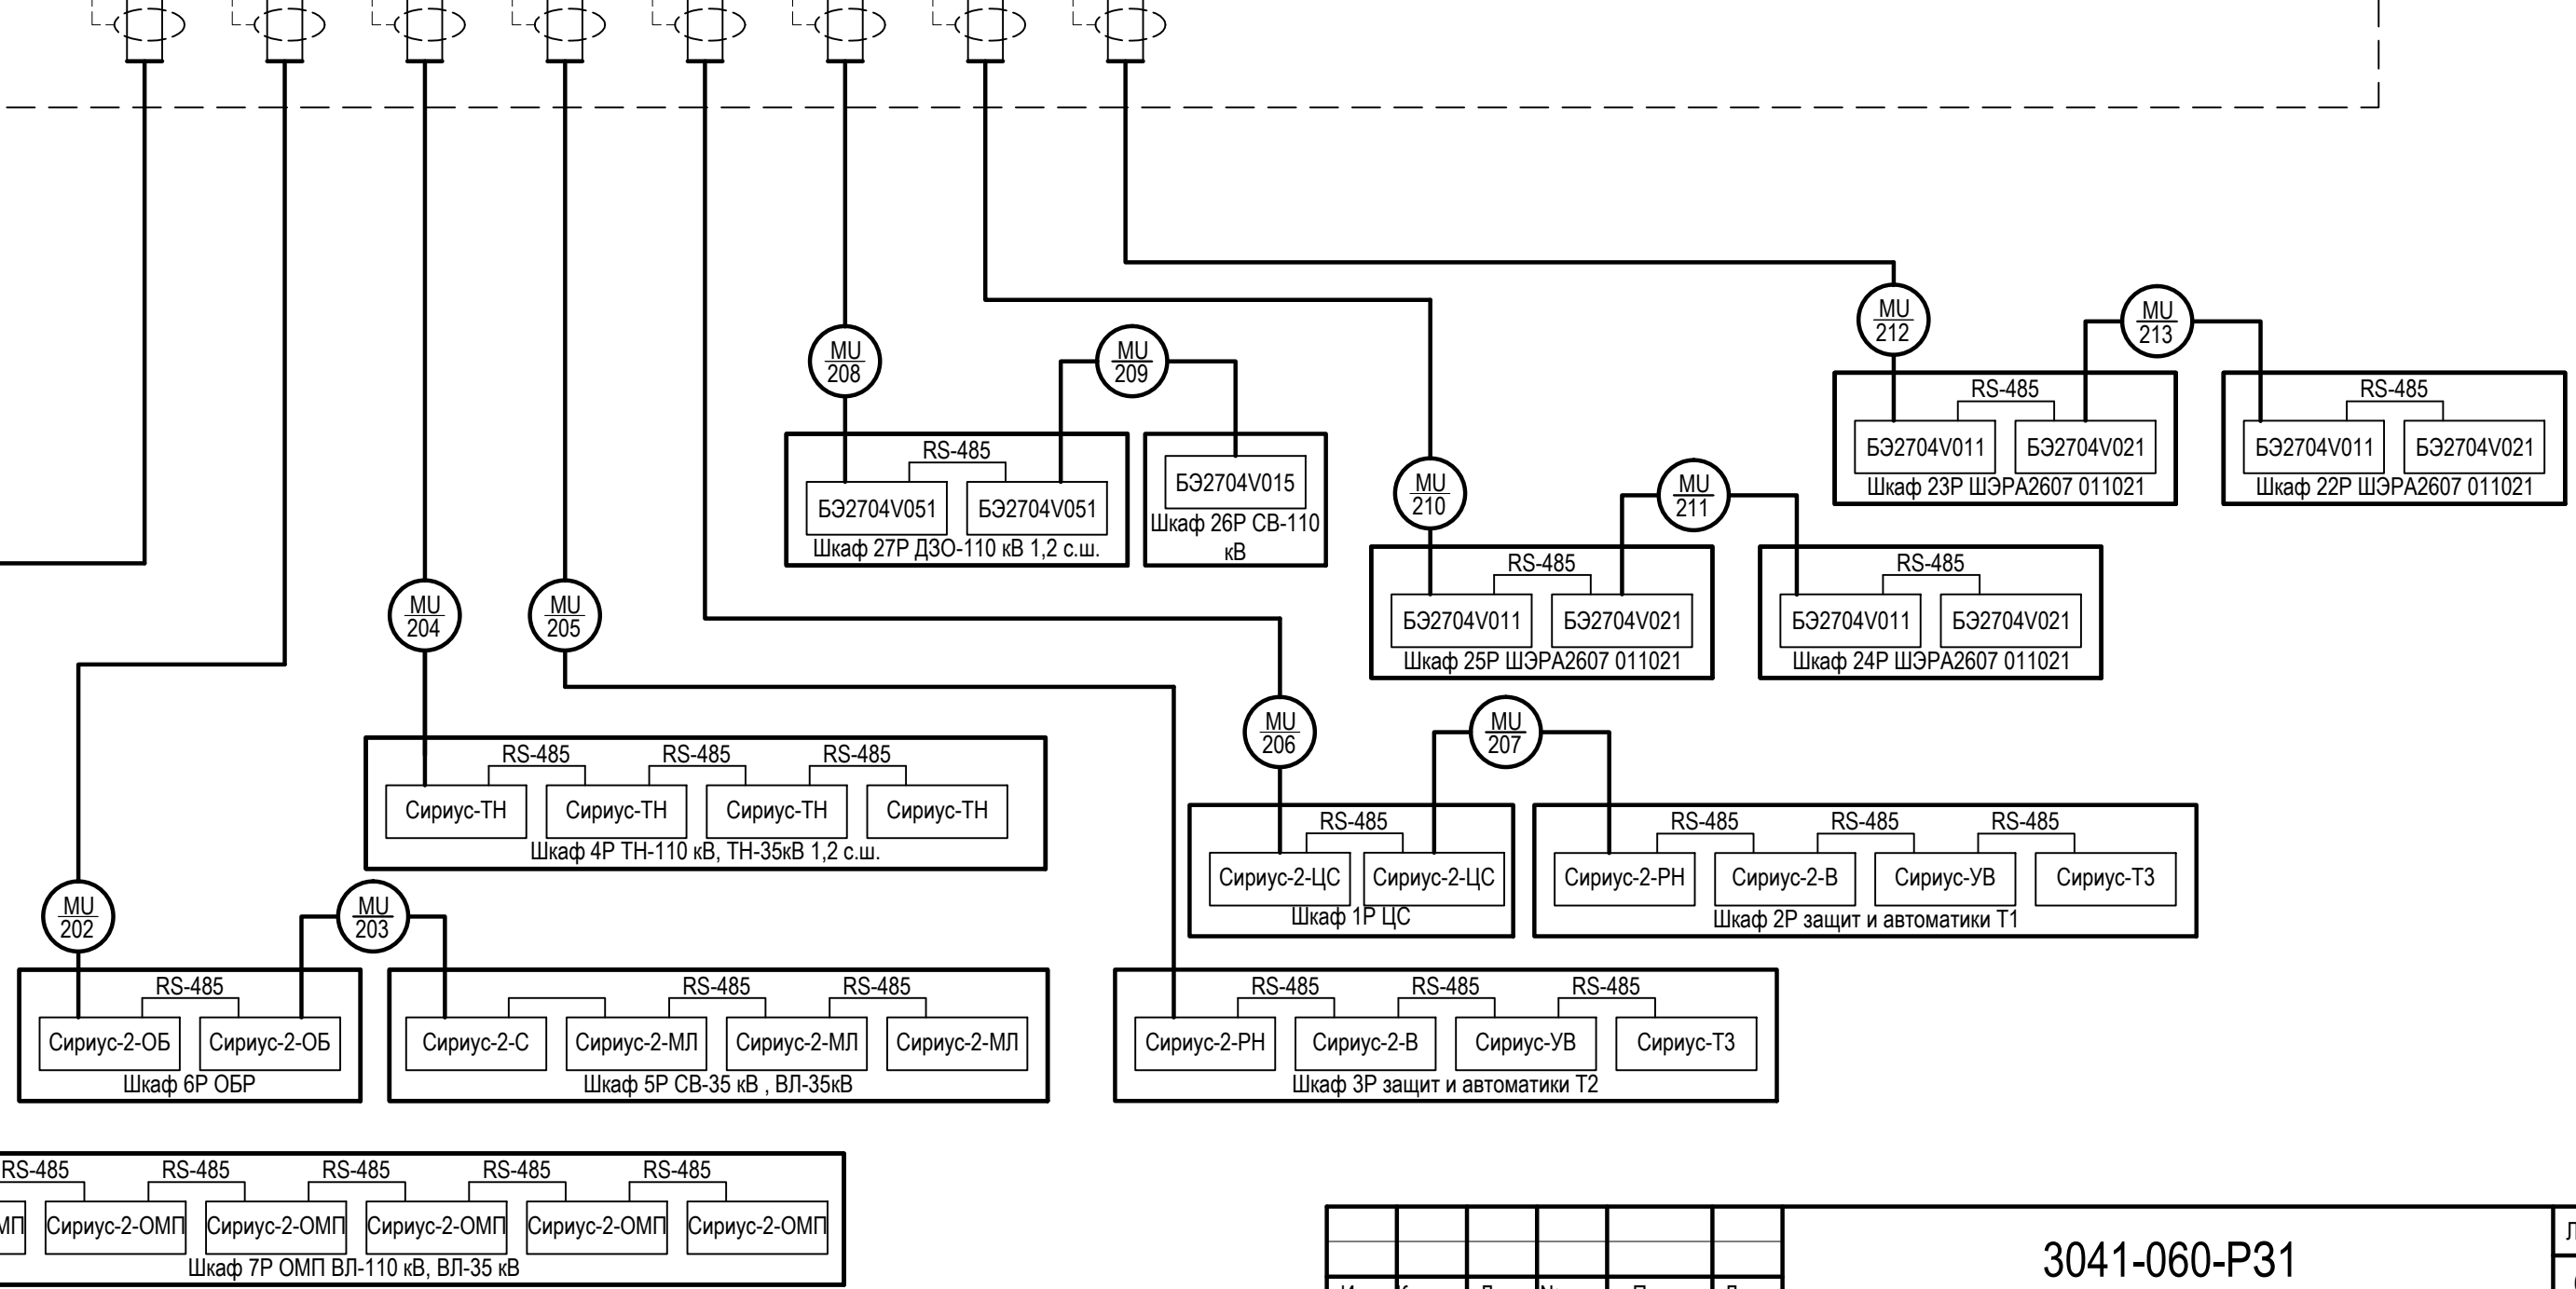 MU
212
MU
213
RS-485
БЭ2704V011
БЭ2704V021
Шкаф 23Р ШЭРА2607 011021
RS-485
БЭ2704V011
БЭ2704V021
Шкаф 22Р ШЭРА2607 011021
MU
208
MU
209
RS-485
БЭ2704V051
БЭ2704V051
Шкаф 27Р ДЗО-110 кВ 1,2 с.ш.
БЭ2704V015
Шкаф 26Р СВ-110
кВ
MU
210
MU
211
RS-485
БЭ2704V011
БЭ2704V021
Шкаф 25Р ШЭРА2607 011021
RS-485
БЭ2704V011
БЭ2704V021
Шкаф 24Р ШЭРА2607 011021
MU
204
MU
205
MU
206
MU
207
RS-485
RS-485
RS-485
Сириус-ТН
Сириус-ТН
Сириус-ТН
Сириус-ТН
Шкаф 4Р ТН-110 кВ, ТН-35кВ 1,2 с.ш.
RS-485
Сириус-2-ЦС
Сириус-2-ЦС
Шкаф 1Р ЦС
RS-485
RS-485
RS-485
Сириус-2-РН
Сириус-2-В
Сириус-УВ
Сириус-Т3
Шкаф 2Р защит и автоматики Т1
MU
202
MU
203
RS-485
Сириус-2-ОБ
Сириус-2-ОБ
Шкаф 6Р ОБР
RS-485
RS-485
Сириус-2-С
Сириус-2-МЛ
Сириус-2-МЛ
Сириус-2-МЛ
Шкаф 5Р СВ-35 кВ , ВЛ-35кВ
RS-485
RS-485
RS-485
Сириус-2-РН
Сириус-2-В
Сириус-УВ
Сириус-Т3
Шкаф 3Р защит и автоматики Т2
RS-485
RS-485
RS-485
RS-485
RS-485
МП
Сириус-2-ОМП
Сириус-2-ОМП
Сириус-2-ОМП
Сириус-2-ОМП
Сириус-2-ОМП
Шкаф 7Р ОМП ВЛ-110 кВ, ВЛ-35 кВ
3041-060-РЗ1